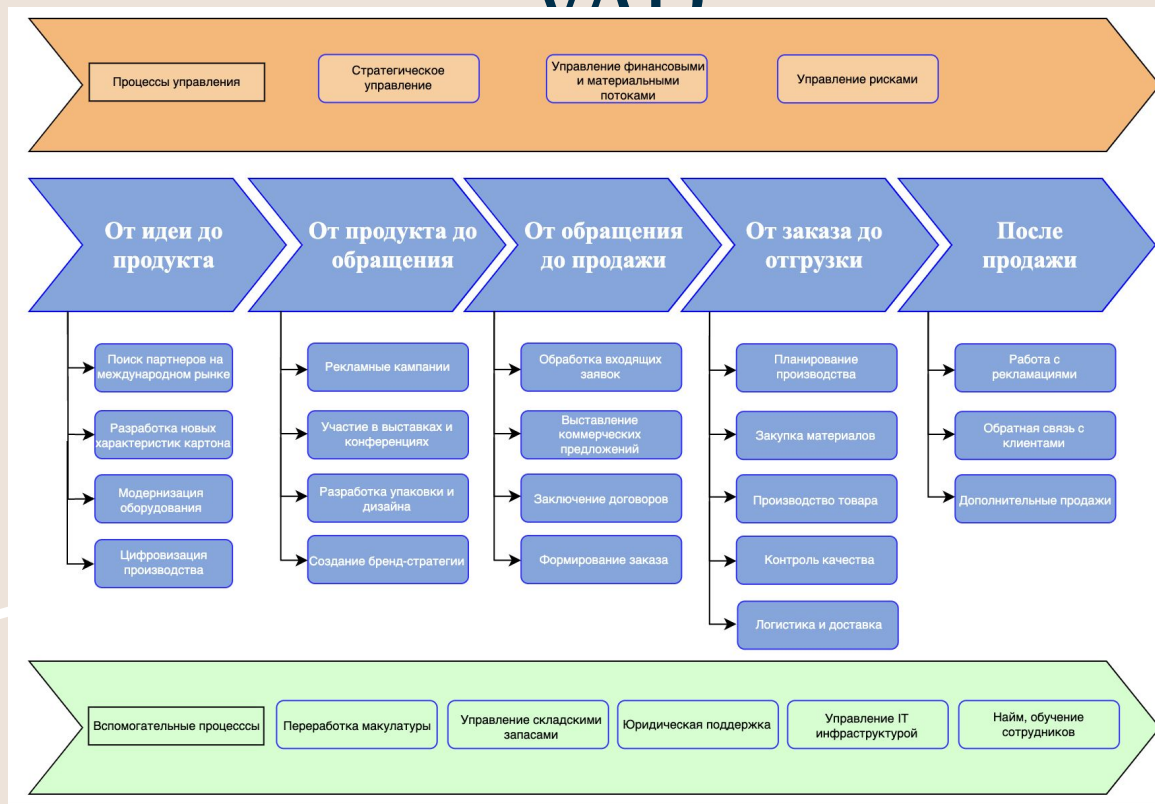 Процессы управления
Стратегическое
управление
Управление финансовыми
и материальными
потоками
Управление рисками
От идеи до
продукта
От продукта до
обращения
От обращения
до продажи
От заказа до
отгрузки
После
продажи
Поиск партнеров на
международном рынке
Разработка новых
характеристик картона
Модернизация
оборудования
Цифровизация
производства
Рекламные кампании
Участие в выставках и
конференциях
Разработка упаковки и
дизайна
Создание бренд-стратегии
Обработка входящих
заявок
Выставление
коммерческих
предложений
Заключение договоров
Формирование заказа
Планирование
производства
Закупка материалов
Производство товара
Контроль качества
Логистика и доставка
Работа с
рекламациями
Обратная связь с
клиентами
Дополнительные продажи
Вспомогательные процесссы
Переработка макулатуры
Управление складскими
запасами
Юридическая поддержка
Управление IT
инфраструктурой
Найм, обучение
сотрудников